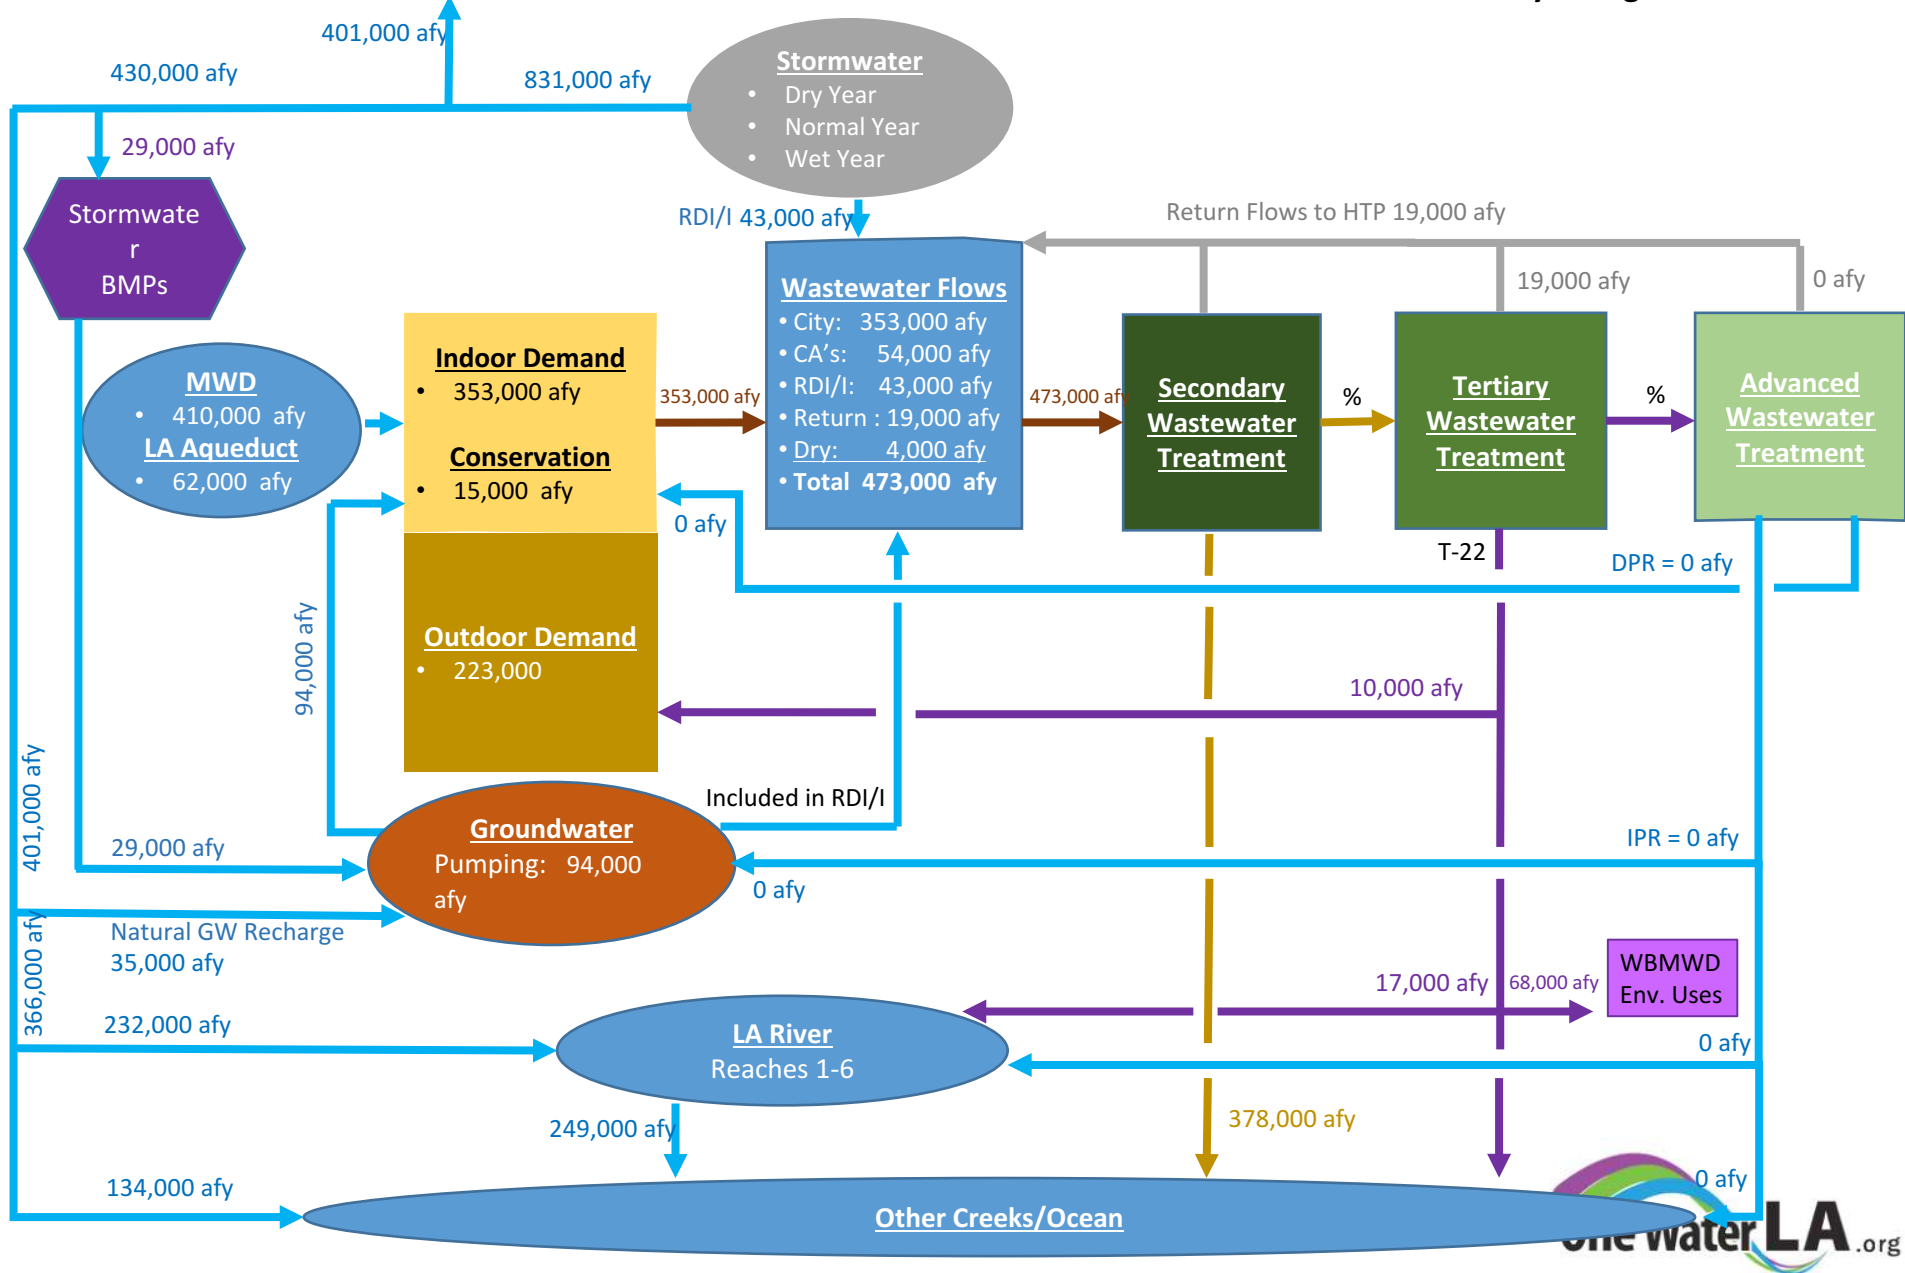 401,000 afy
430,000 afy
831,000 afy
Stormwater
• Dry Year
• Normal Year
• Wet Year
29,000 afy
Stormwate
r
BMPs
RDI/I 43,000 afy
Return Flows to HTP 19,000 afy
19,000 afy
0 afy
Wastewater Flows
• City: 353,000 afy
• CA's: 54,000 afy
• RDI/I: 43,000 afy
• Return : 19,000 afy
• Dry: 4,000 afy
• Total 473,000 afy
Indoor Demand
• 353,000 afy
Conservation
• 15,000 afy
MWD
• 410,000 afy
LA Aqueduct
• 62,000 afy
353,000 afy
473,000 afy
Secondary
Wastewater
Treatment
%
Tertiary
Wastewater
Treatment
%
Advanced
Wastewater
Treatment
0 afy
T-22
DPR = 0 afy
Outdoor Demand
• 223,000
94,000 afy
10,000 afy
401,000 afy
Included in RDI/I
Groundwater
Pumping: 94,000
afy
29,000 afy
0 afy
IPR = 0 afy
Natural GW Recharge
35,000 afy
366,000 afy
17,000 afy
68,000 afy
WBMWD
Env. Uses
232,000 afy
LA River
Reaches 1-6
0 afy
249,000 afy
378,000 afy
134,000 afy
0 afy
Other Creeks/Ocean
One Water LA .org